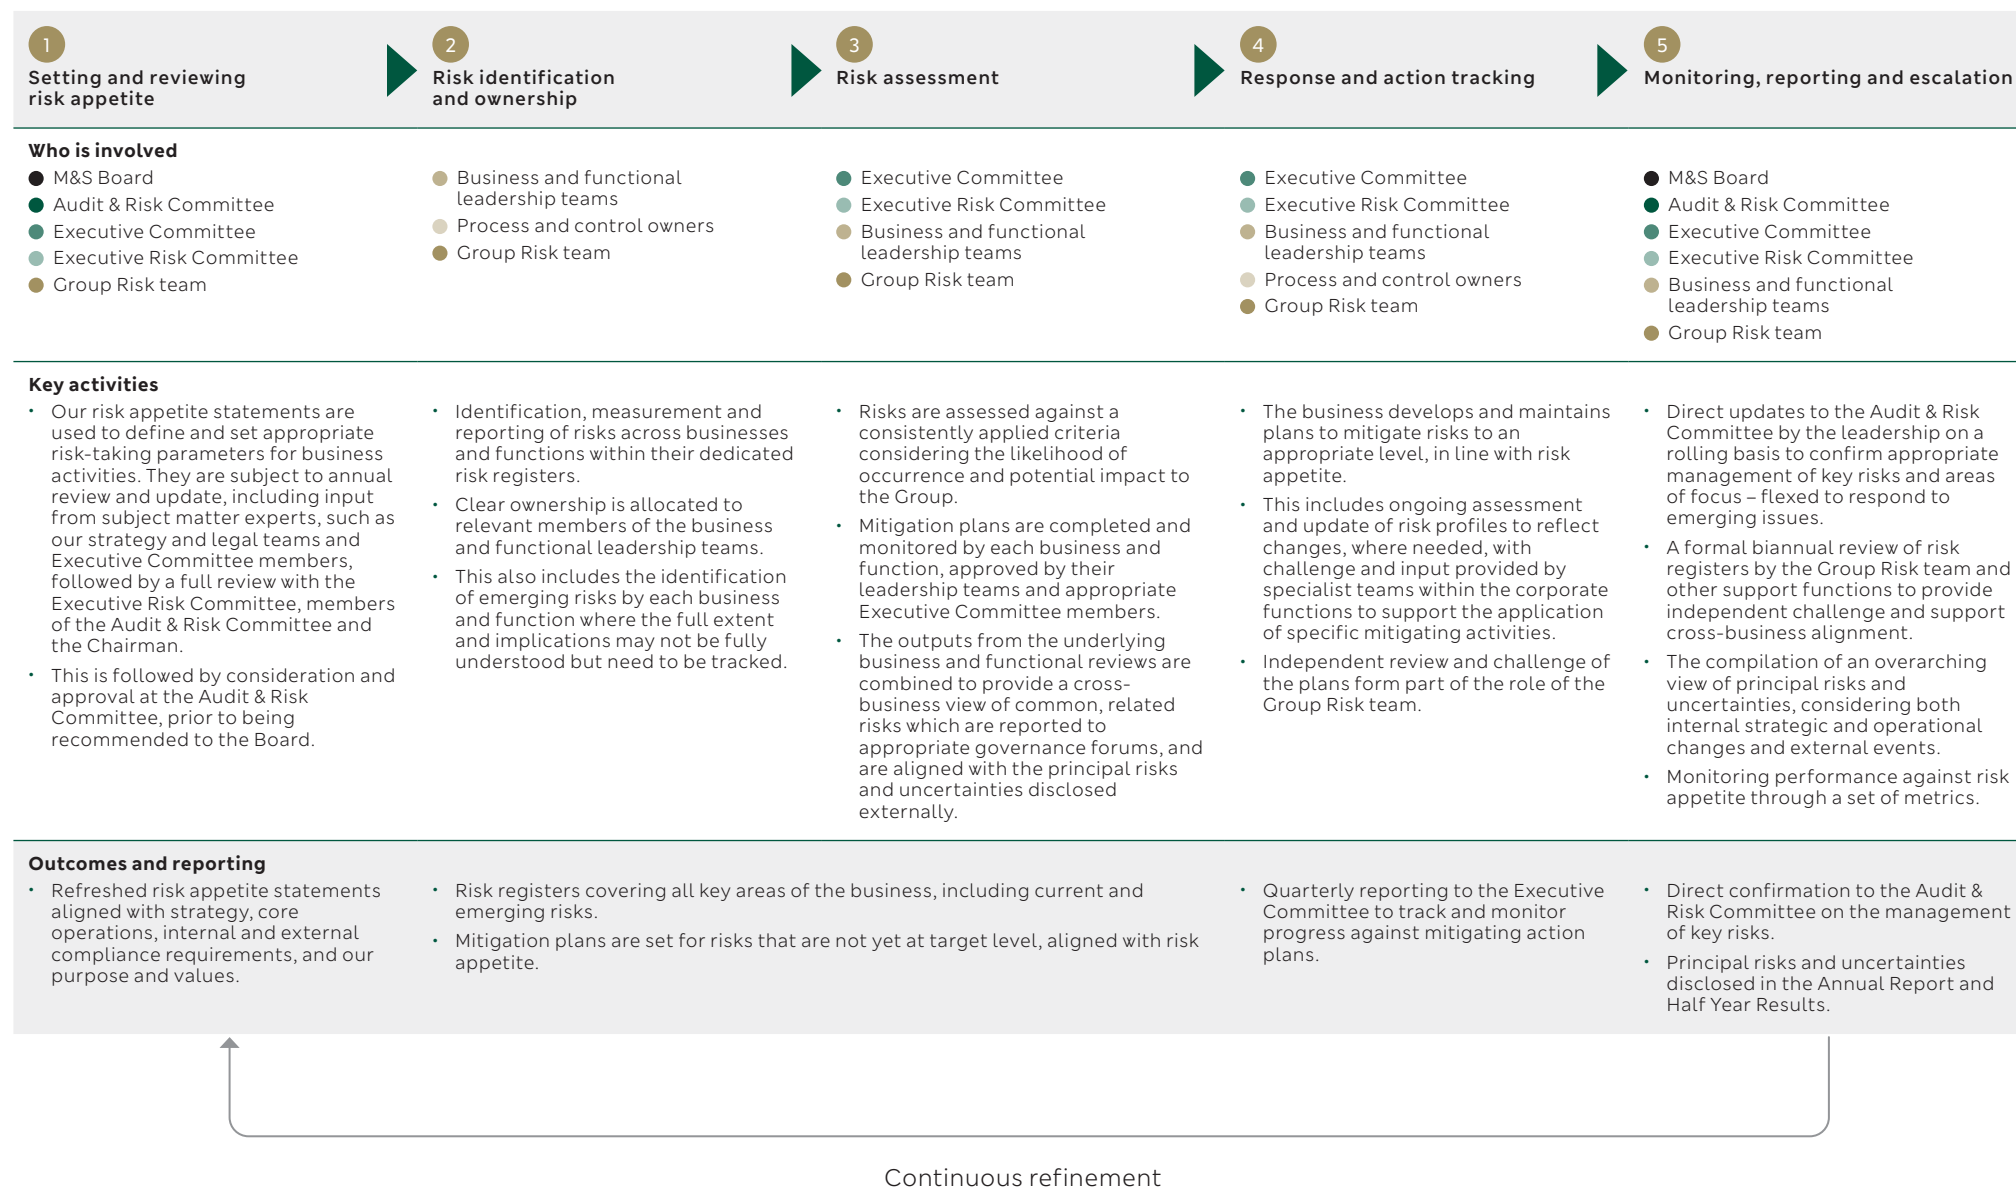 1
Setting and reviewing
risk appetite
2
Risk identification
and ownership
3
Risk assessment
4
Response and action tracking
5
Monitoring, reporting and escalation
Who is involved
M&S Board
Audit & Risk Committee
Executive Committee
Executive Risk Committee
Group Risk team
Business and functional
leadership teams
Process and control owners
Group Risk team
Executive Committee
Executive Risk Committee
Business and functional
leadership teams
Group Risk team
Executive Committee
Executive Risk Committee
Business and functional
leadership teams
Process and control owners
Group Risk team
M&S Board
Audit & Risk Committee
Executive Committee
Executive Risk Committee
Business and functional
leadership teams
Group Risk team
Key activities
• Our risk appetite statements are
used to define and set appropriate
risk-taking parameters for business
activities. They are subject to annual
review and update, including input
from subject matter experts, such as
our strategy and legal teams and
Executive Committee members,
followed by a full review with the
Executive Risk Committee, members
of the Audit & Risk Committee and
the Chairman.
• This is followed by consideration and
approval at the Audit & Risk
Committee, prior to being
recommended to the Board.
• Identification, measurement and
reporting of risks across businesses
and functions within their dedicated
risk registers.
• Clear ownership is allocated to
relevant members of the business
and functional leadership teams.
• This also includes the identification
of emerging risks by each business
and function where the full extent
and implications may not be fully
understood but need to be tracked.
• Risks are assessed against a
consistently applied criteria
considering the likelihood of
occurrence and potential impact to
the Group.
• Mitigation plans are completed and
monitored by each business and
function, approved by their
leadership teams and appropriate
Executive Committee members.
• The outputs from the underlying
business and functional reviews are
combined to provide a cross-
business view of common, related
risks which are reported to
appropriate governance forums, and
are aligned with the principal risks
and uncertainties disclosed
externally.
• The business develops and maintains
plans to mitigate risks to an
appropriate level, in line with risk
appetite.
• This includes ongoing assessment
and update of risk profiles to reflect
changes, where needed, with
challenge and input provided by
specialist teams within the corporate
functions to support the application
of specific mitigating activities.
• Independent review and challenge of
the plans form part of the role of the
Group Risk team.
• Direct updates to the Audit & Risk
Committee by the leadership on a
rolling basis to confirm appropriate
management of key risks and areas
of focus – flexed to respond to
emerging issues.
• A formal biannual review of risk
registers by the Group Risk team and
other support functions to provide
independent challenge and support
cross-business alignment.
• The compilation of an overarching
view of principal risks and
uncertainties, considering both
internal strategic and operational
changes and external events.
• Monitoring performance against risk
appetite through a set of metrics.
Outcomes and reporting
• Refreshed risk appetite statements
aligned with strategy, core
operations, internal and external
compliance requirements, and our
purpose and values.
• Risk registers covering all key areas of the business, including current and
emerging risks.
• Mitigation plans are set for risks that are not yet at target level, aligned with risk
appetite.
• Quarterly reporting to the Executive
Committee to track and monitor
progress against mitigating action
plans.
• Direct confirmation to the Audit &
Risk Committee on the management
of key risks.
• Principal risks and uncertainties
disclosed in the Annual Report and
Half Year Results.
Continuous refinement